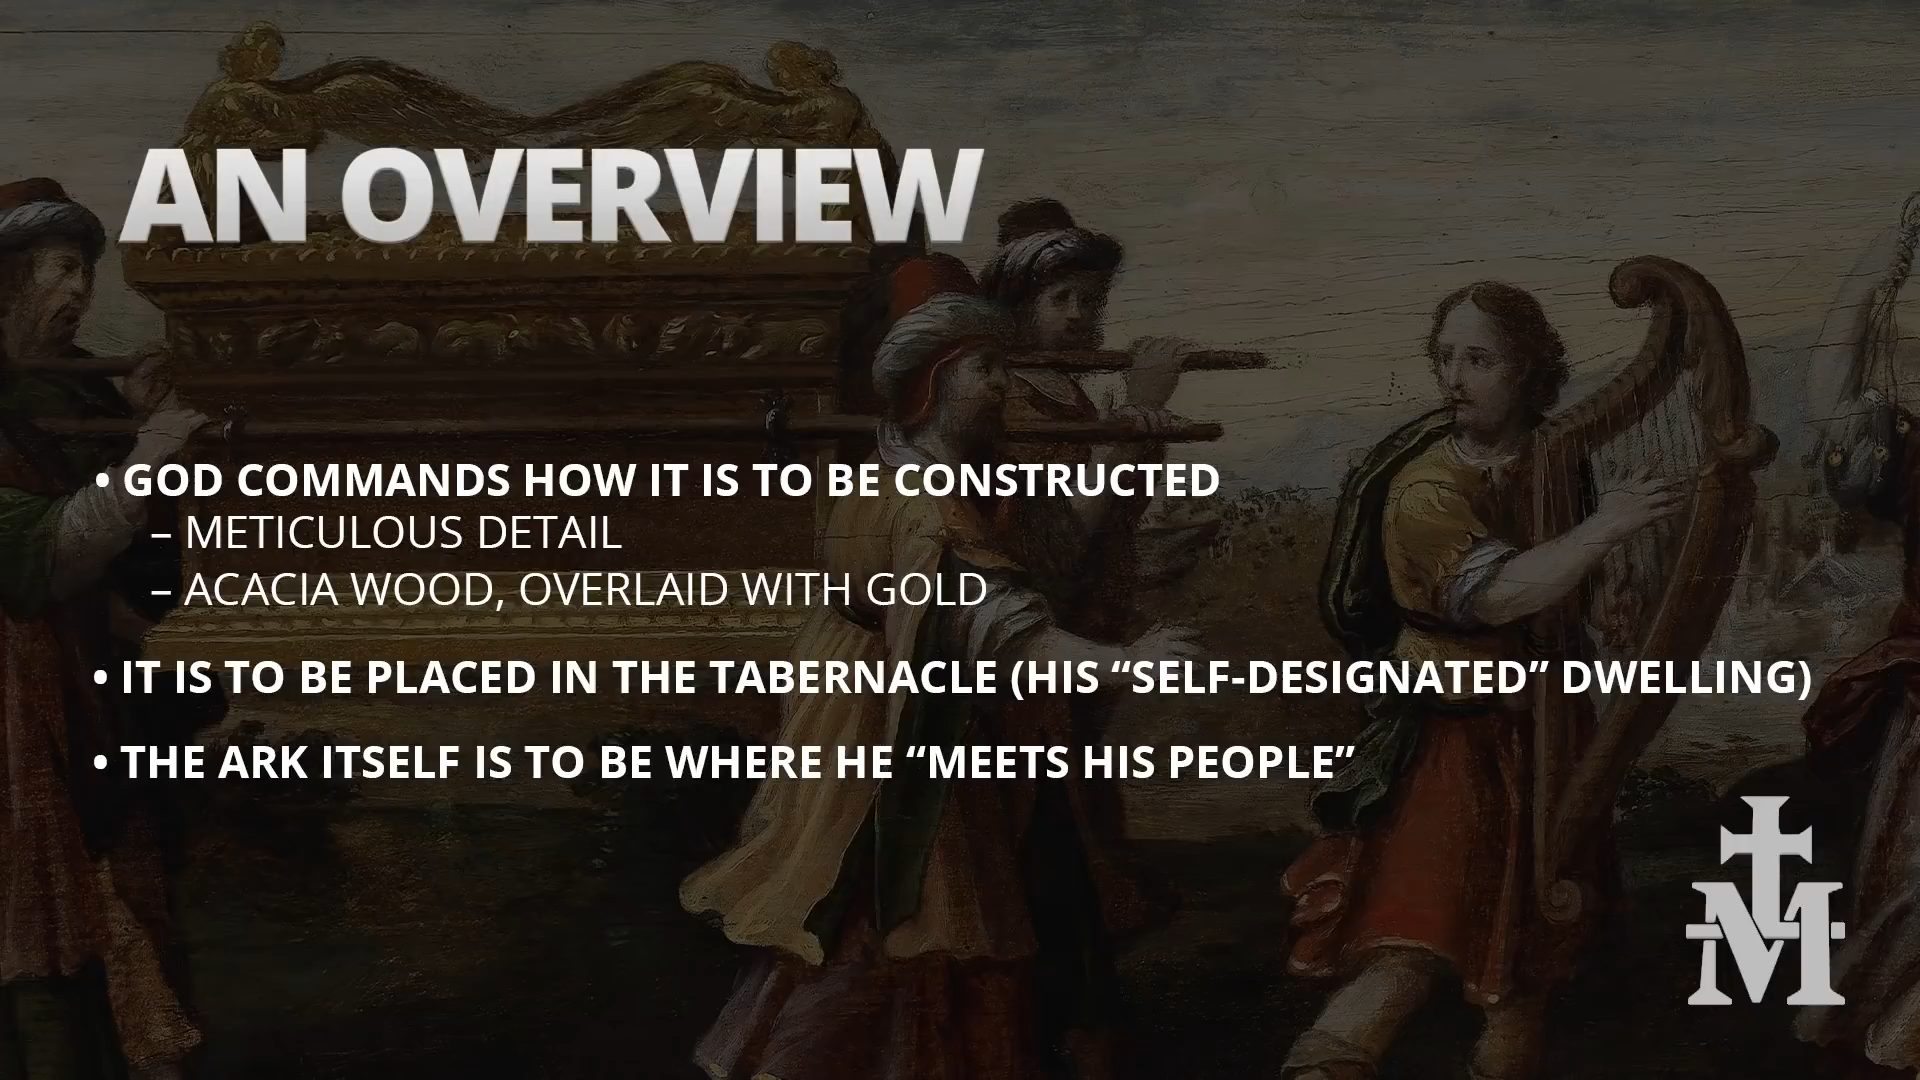 AN OVERVIEW
• GOD COMMANDS HOW IT IS TO BE CONSTRUCTED
– METICULOUS DETAIL
– ACACIA WOOD, OVERLAID WITH GOLD
• IT IS TO BE PLACED IN THE TABERNACLE (HIS “SELF-DESIGNATED” DWELLING)
• THE ARK ITSELF IS TO BE WHERE HE “MEETS HIS PEOPLE”
M